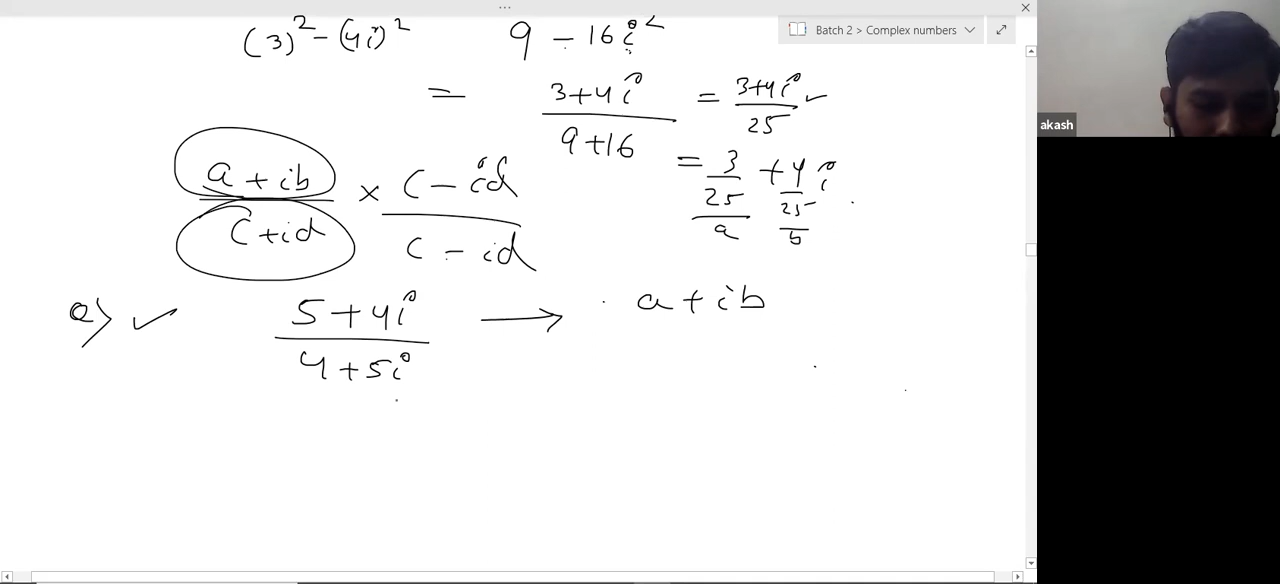 (3)² - (4i)² 9 - 16i²
Batch 2 > Complex numbers
= 3+4i / 9+16 = 3+4i / 25
akash
= 3/25 + 4/25 i
a b
a + ib / c + id × c - id / c - id
Q) 5+4i / 4+5i → a + ib